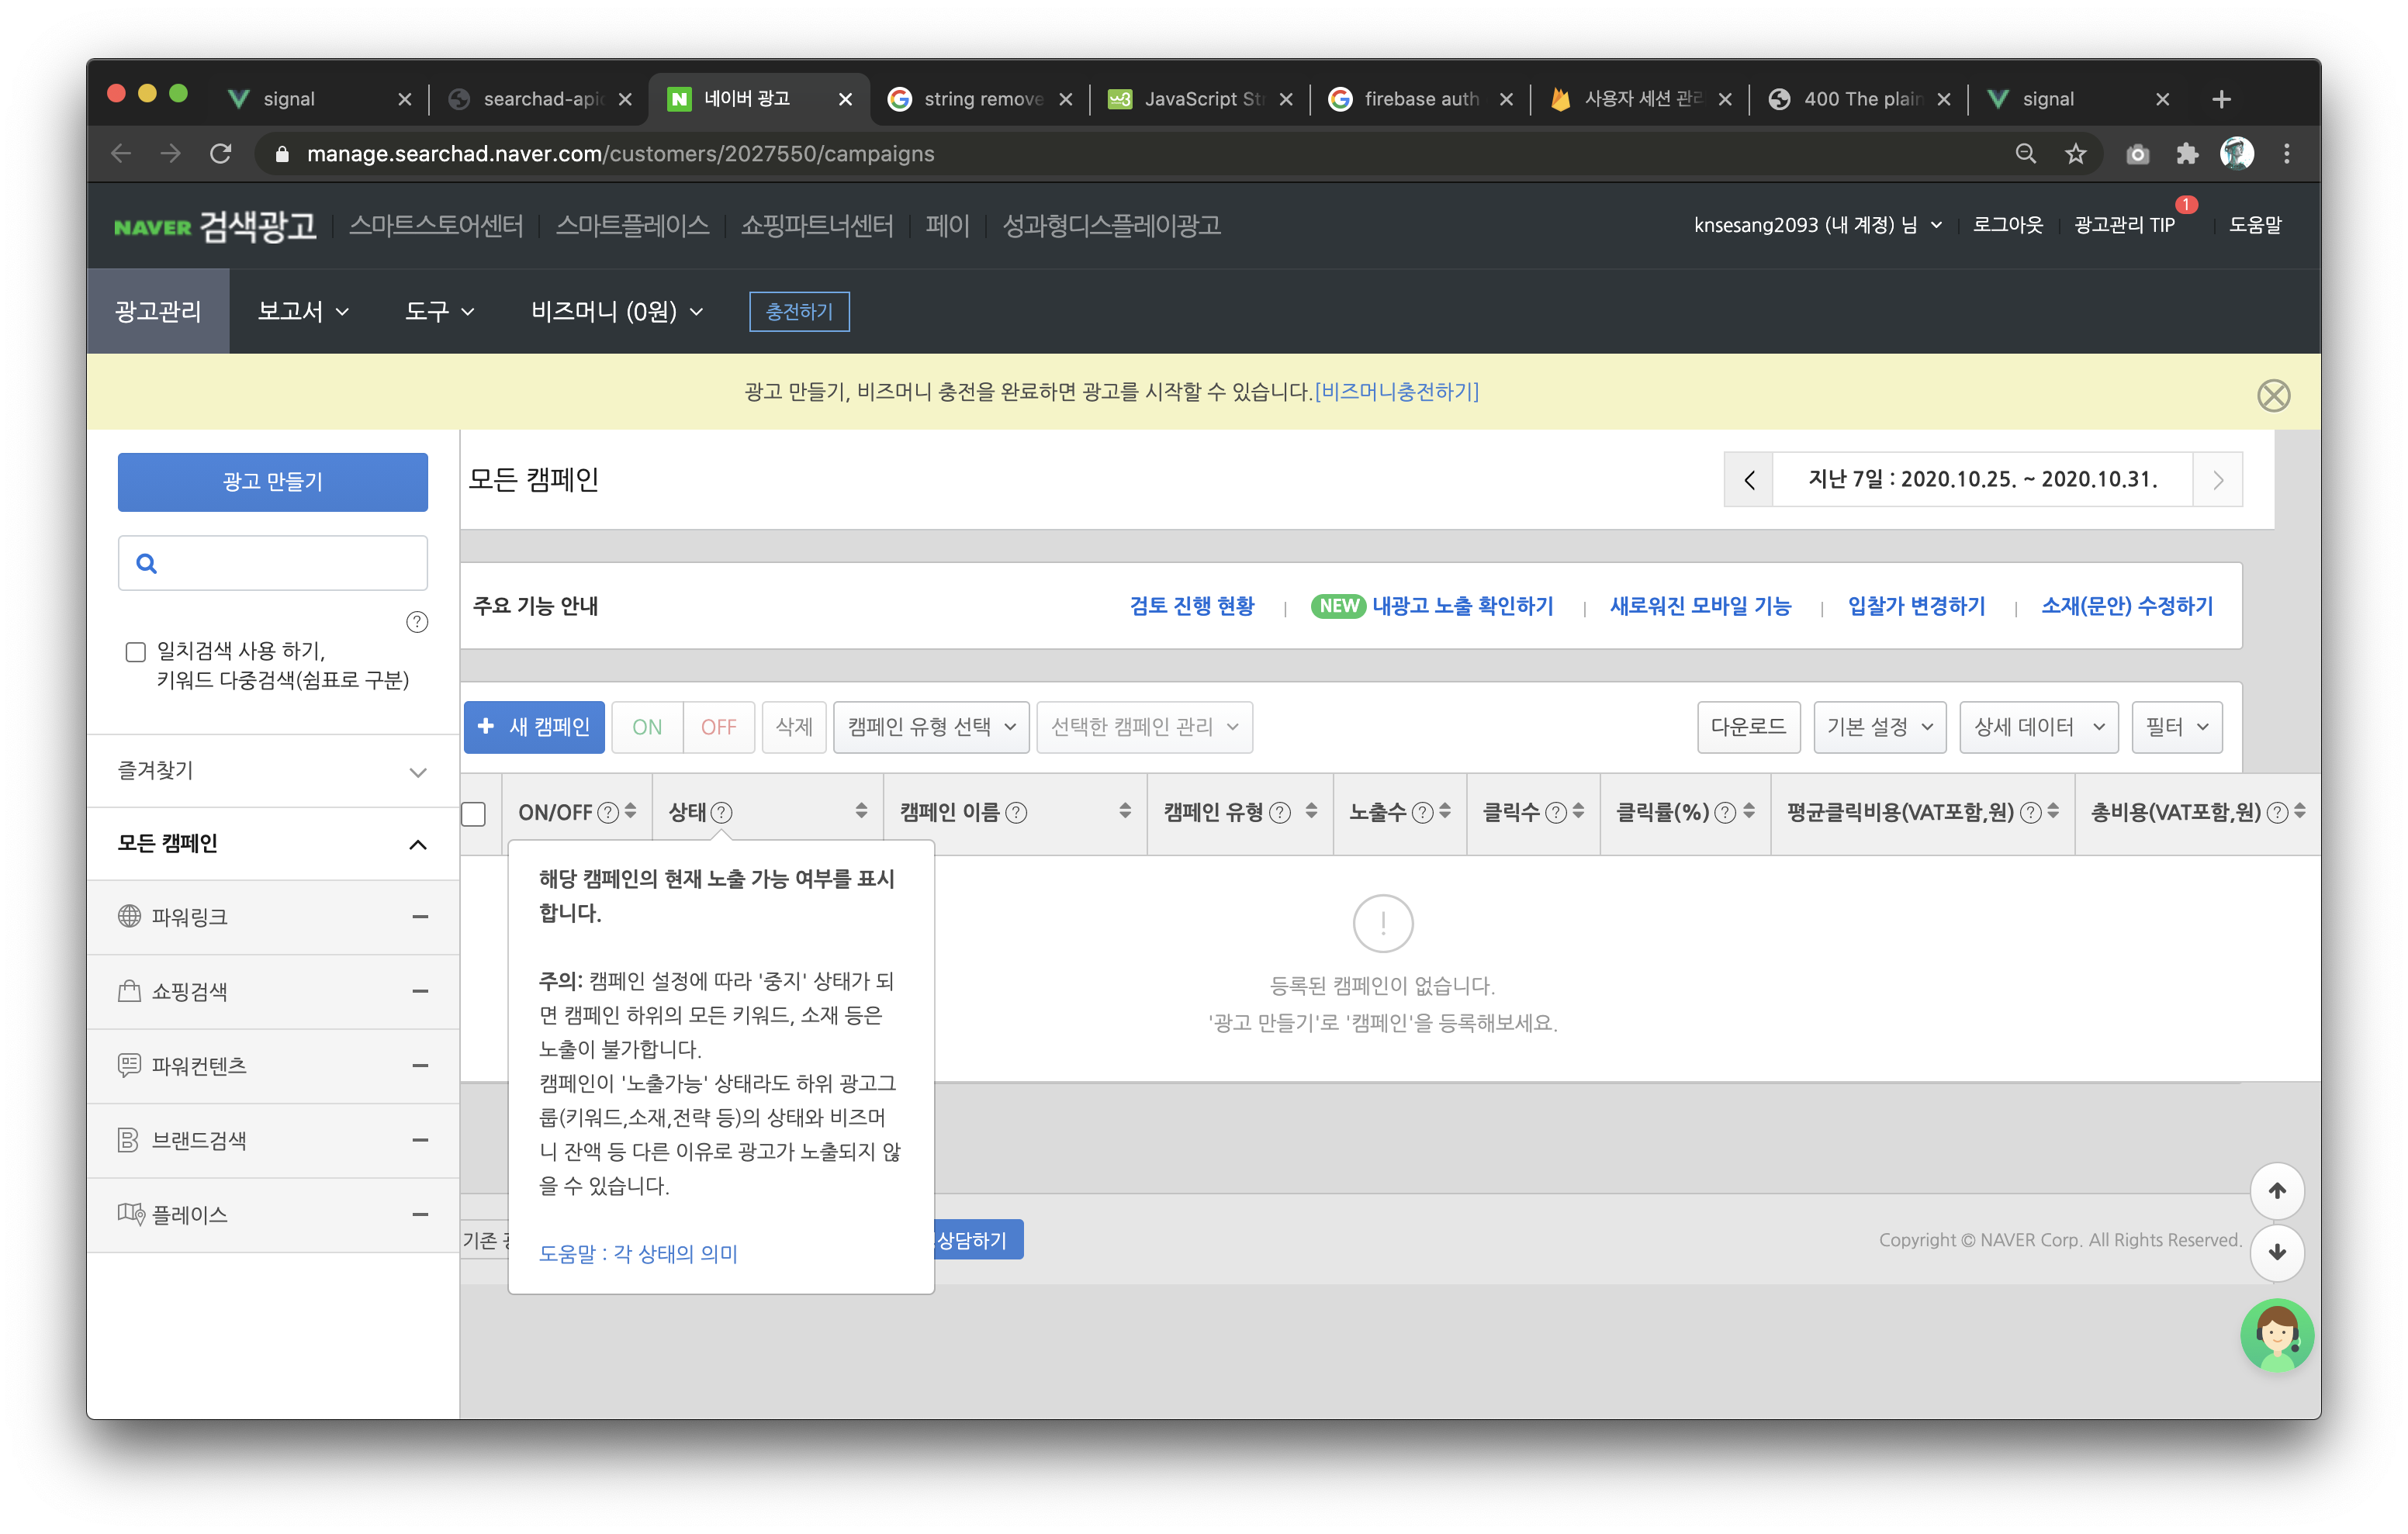 signal
searchad-apic
네이버 광고
string remove
JavaScript Str
firebase auth
사용자 세션 관리
400 The plain
signal
manage.searchad.naver.com/customers/2027550/campaigns
NAVER 검색광고 스마트스토어센터 스마트플레이스 쇼핑파트너센터 페이 성과형디스플레이광고
knsesang2093 (내 계정) 님 로그아웃 광고관리 TIP 1 도움말
광고관리 보고서 도구 비즈머니 (0원) 충전하기
광고 만들기, 비즈머니 충전을 완료하면 광고를 시작할 수 있습니다.[비즈머니충전하기]
광고 만들기
모든 캠페인
지난 7일 : 2020.10.25. ~ 2020.10.31.
?
일치검색 사용 하기,
키워드 다중검색(쉼표로 구분)
주요 기능 안내
검토 진행 현황 | NEW 내광고 노출 확인하기 | 새로워진 모바일 기능 | 입찰가 변경하기 | 소재(문안) 수정하기
+ 새 캠페인 ON OFF 삭제 캠페인 유형 선택 선택한 캠페인 관리 다운로드 기본 설정 상세 데이터 필터
즐겨찾기
모든 캠페인
파워링크
쇼핑검색
파워컨텐츠
브랜드검색
플레이스
ON/OFF ? 상태 ? 캠페인 이름 ? 캠페인 유형 ? 노출수 ? 클릭수 ? 클릭률(%) ? 평균클릭비용(VAT포함,원) ? 총비용(VAT포함,원) ?
해당 캠페인의 현재 노출 가능 여부를 표시
합니다.
주의: 캠페인 설정에 따라 '중지' 상태가 되
면 캠페인 하위의 모든 키워드, 소재 등은
노출이 불가합니다.
캠페인이 '노출가능' 상태라도 하위 광고그
룹(키워드,소재,전략 등)의 상태와 비즈머
니 잔액 등 다른 이유로 광고가 노출되지 않
을 수 있습니다.
도움말 : 각 상태의 의미
!
등록된 캠페인이 없습니다.
'광고 만들기'로 '캠페인'을 등록해보세요.
기존
상담하기
Copyright © NAVER Corp. All Rights Reserved.